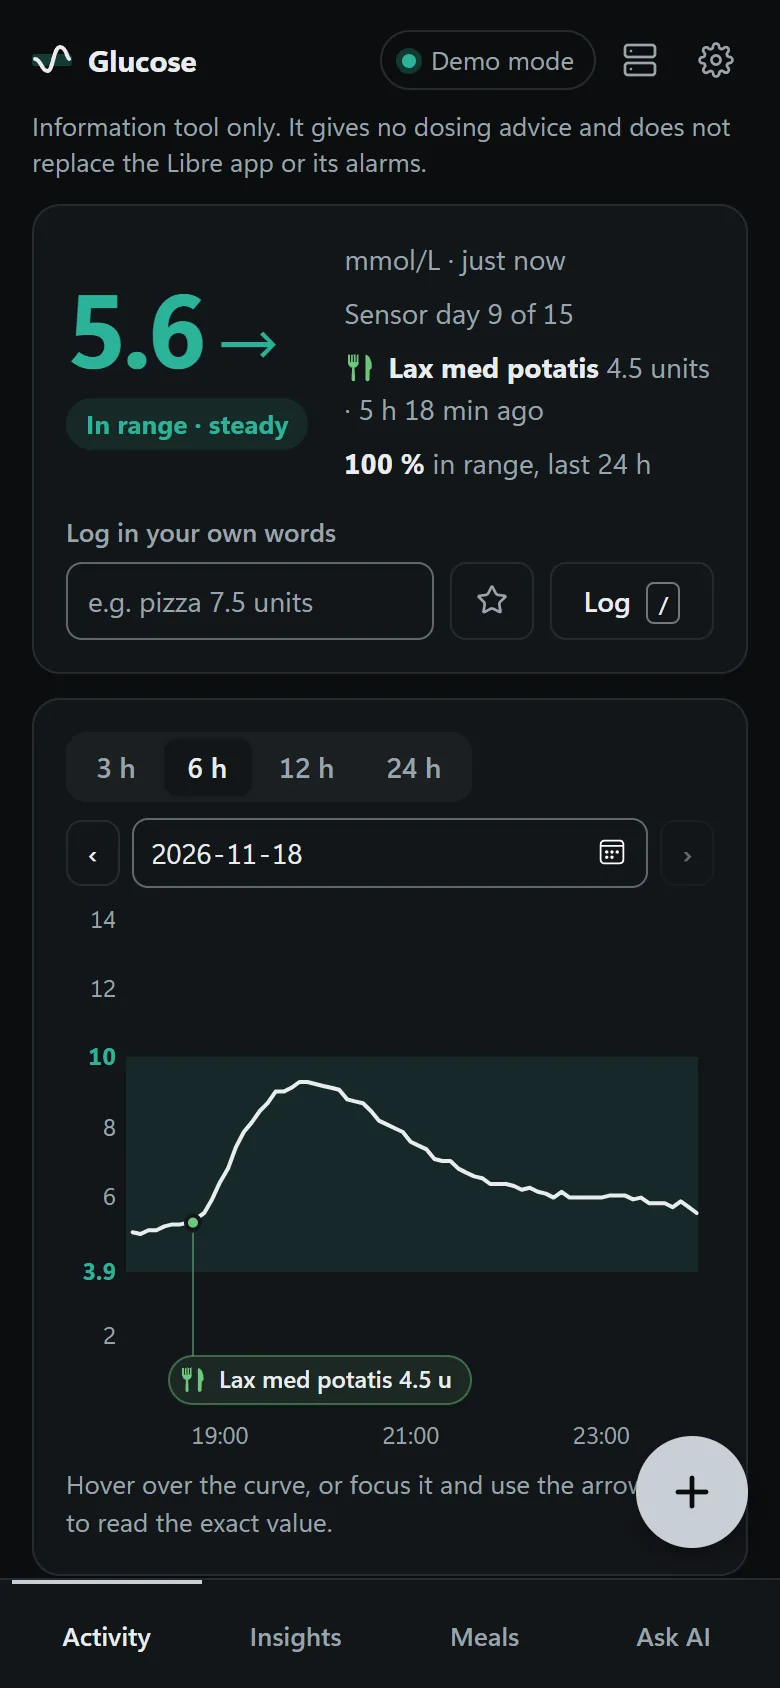 Glucose
Demo mode
Information tool only. It gives no dosing advice and does not
replace the Libre app or its alarms.
5.6 →
In range · steady
mmol/L · just now
Sensor day 9 of 15
Lax med potatis 4.5 units
· 5 h 18 min ago
100 % in range, last 24 h
Log in your own words
e.g. pizza 7.5 units
Log /
3 h 6 h 12 h 24 h
‹ 2026-11-18 ›
14
12
10
8
6
3.9
2
Lax med potatis 4.5 u
19:00 21:00 23:00
Hover over the curve, or focus it and use the arrow
to read the exact value.
+
Activity Insights Meals Ask AI